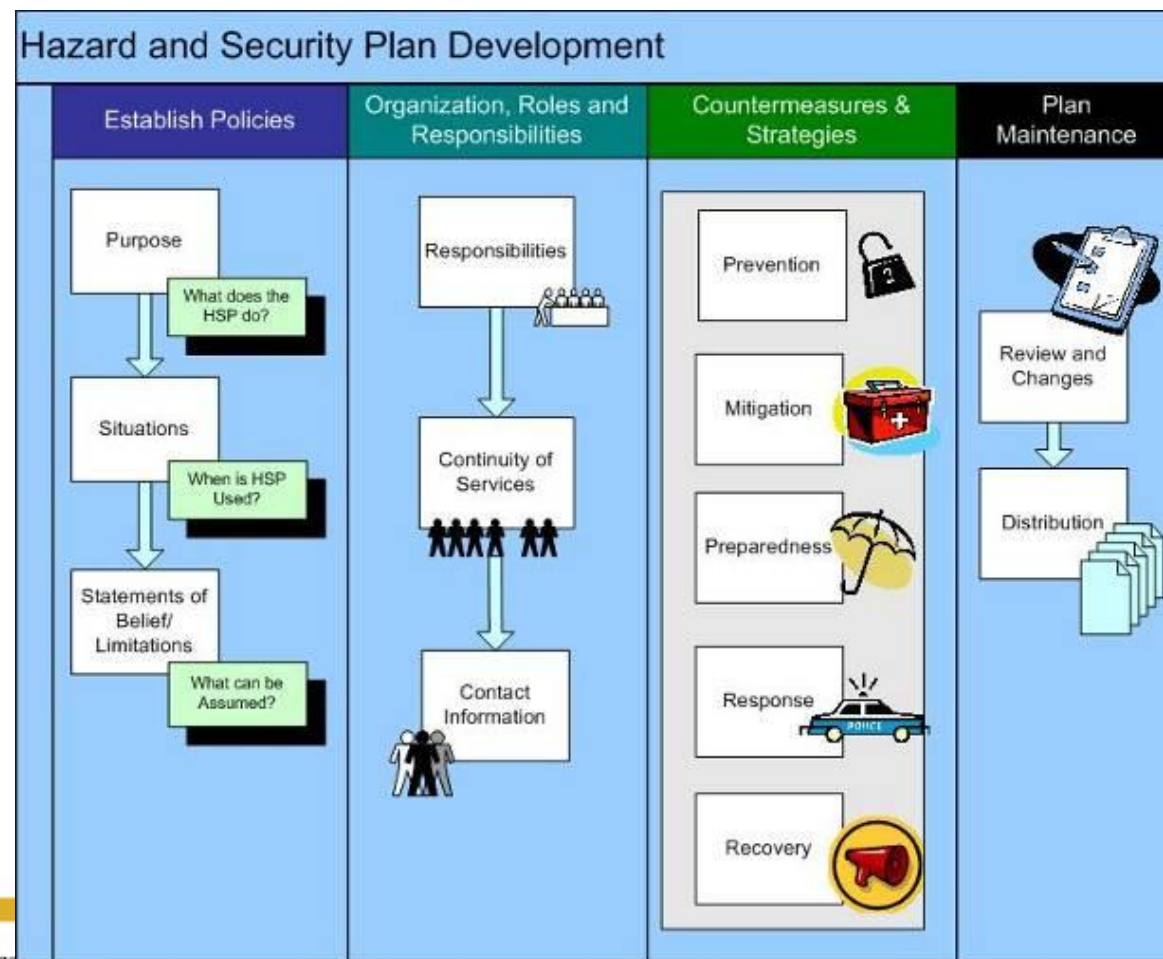 Hazard and Security Plan Development
Establish Policies
Organization, Roles and
Responsibilities
Countermeasures &
Strategies
Plan
Maintenance
Purpose
What does the
HSP do?
Situations
When is HSP
Used?
Statements of
Belief/
Limitations
What can be
Assumed?
Responsibilities
Continuity of
Services
Contact
Information
Prevention
Mitigation
Preparedness
Response
POLICE
Recovery
Review and
Changes
Distribution